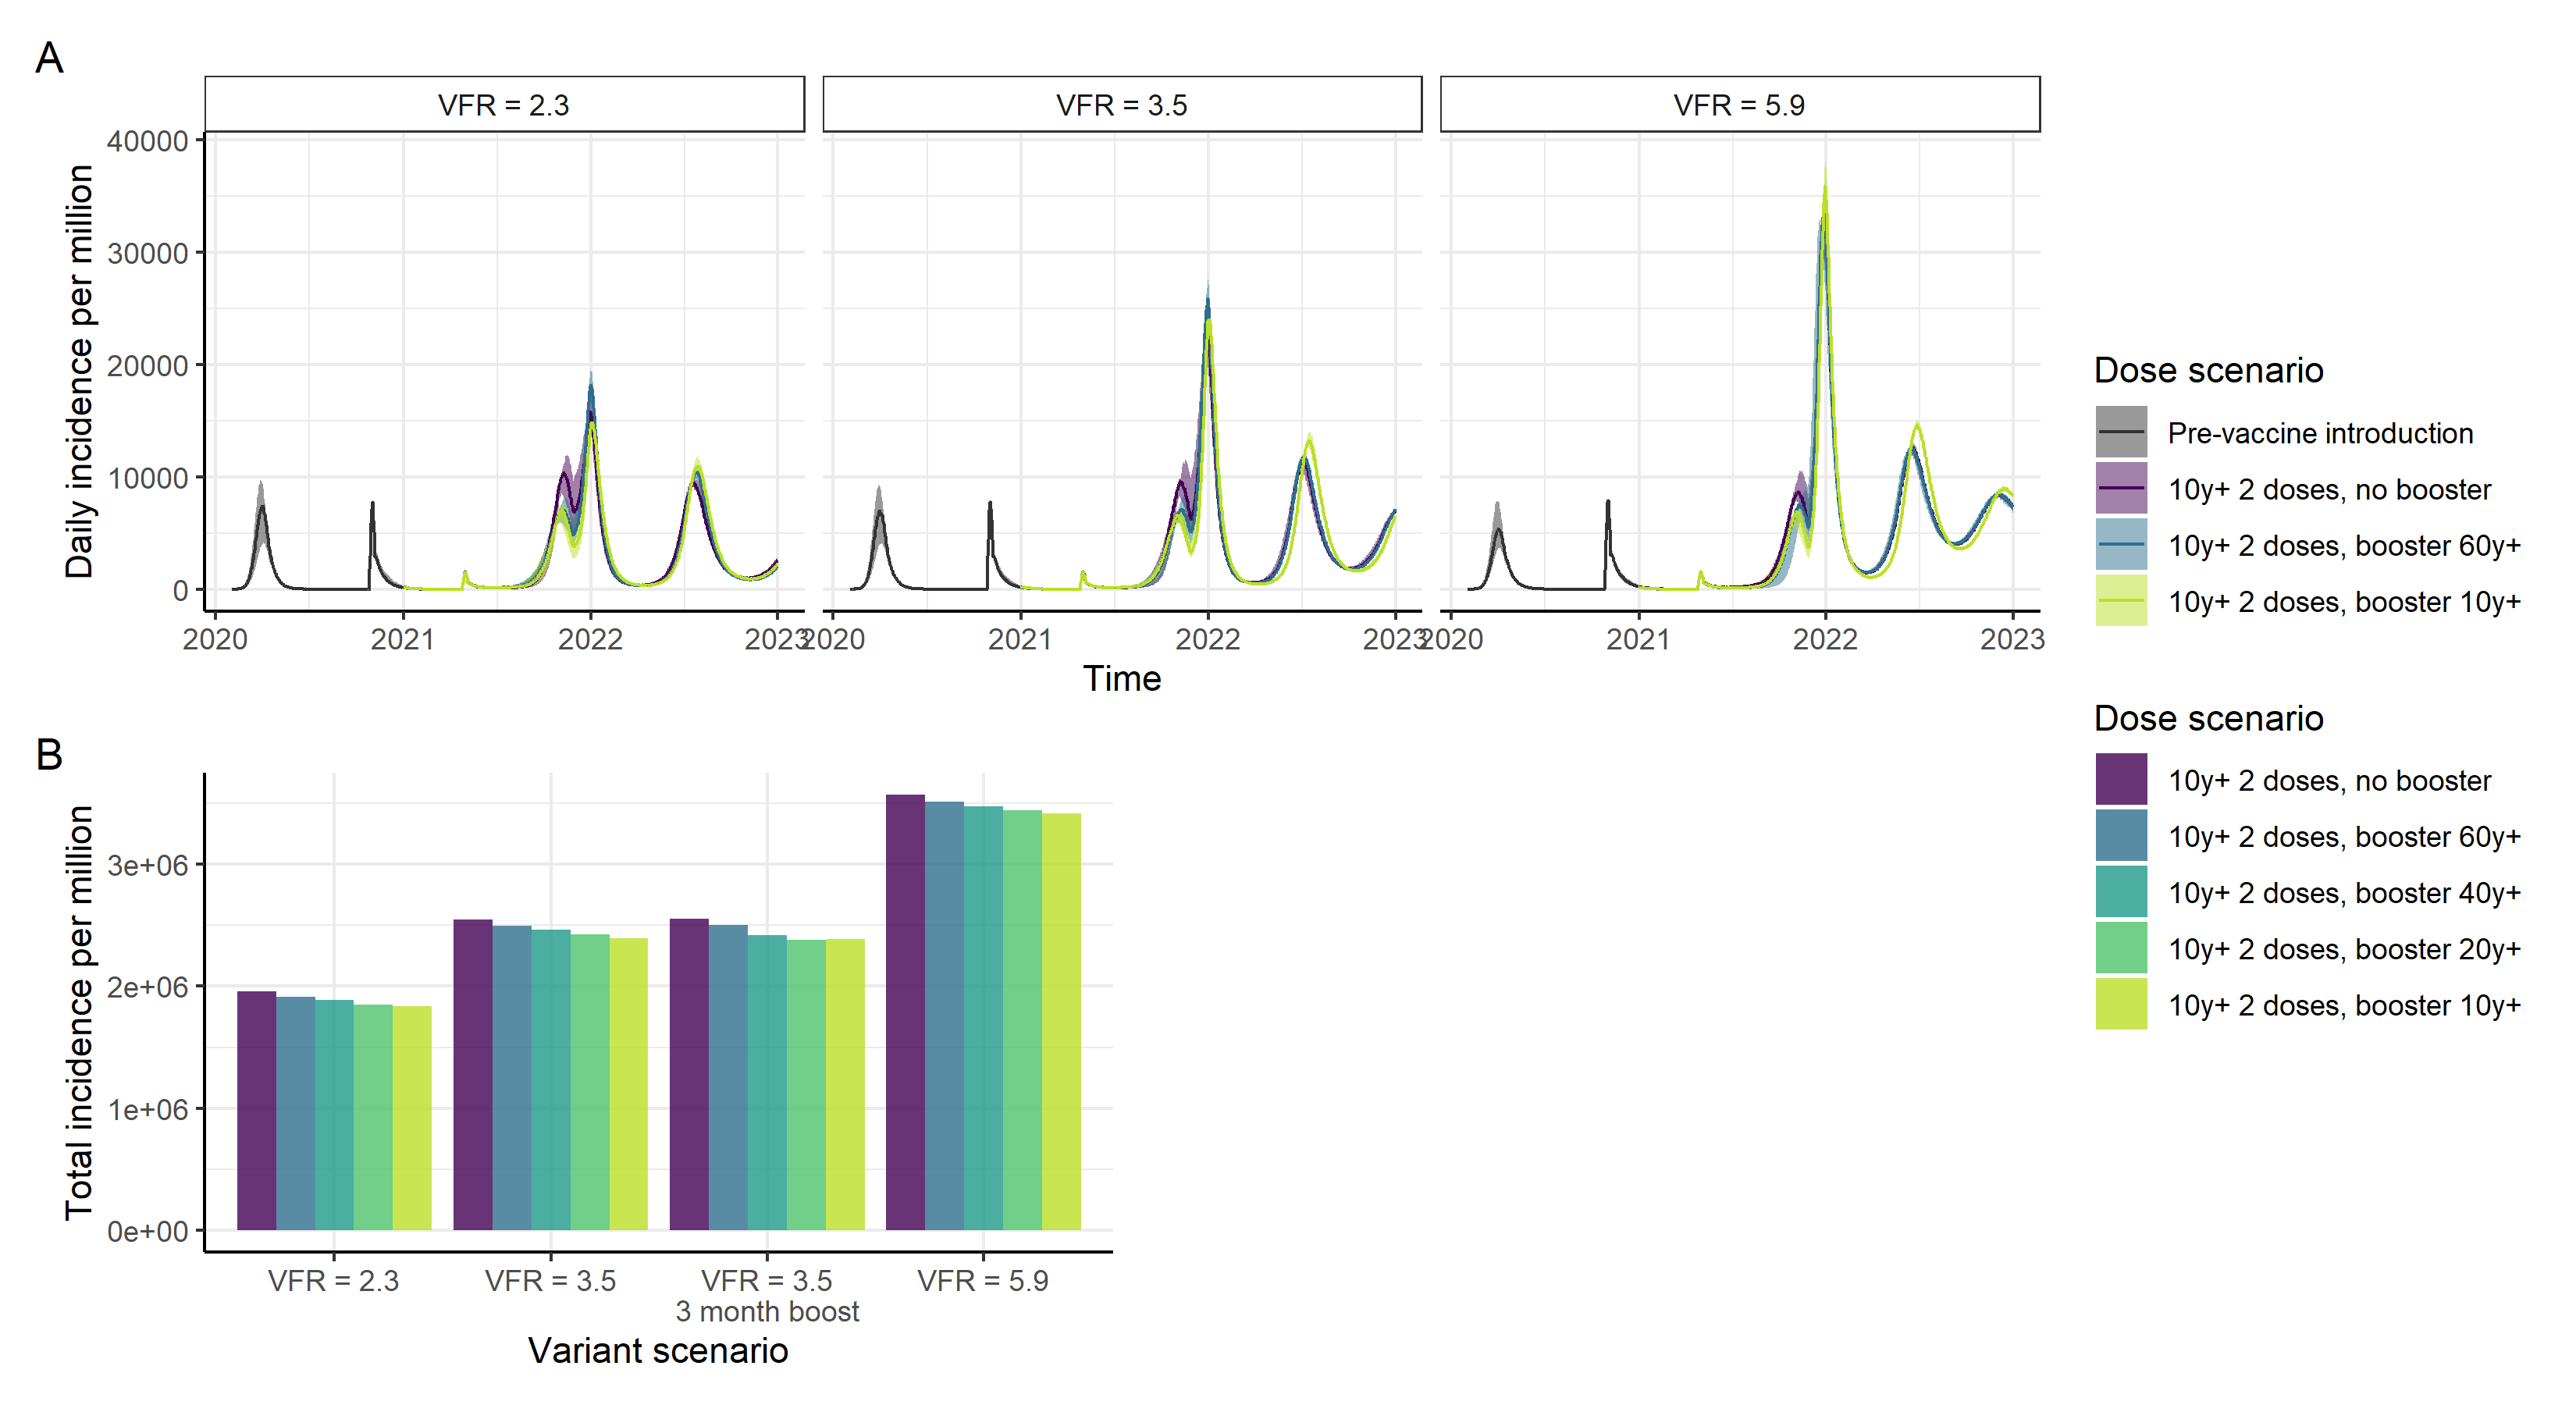 A
VFR = 2.3
VFR = 3.5
VFR = 5.9
Daily incidence per million
40000
30000
20000
10000
0
2020
2021
2022
2023
2020
2021
2022
2023
2020
2021
2022
2023
Time
Dose scenario
Pre-vaccine introduction
10y+ 2 doses, no booster
10y+ 2 doses, booster 60y+
10y+ 2 doses, booster 10y+
B
Total incidence per million
3e+06
2e+06
1e+06
0e+00
VFR = 2.3
VFR = 3.5
VFR = 3.5
3 month boost
VFR = 5.9
Variant scenario
Dose scenario
10y+ 2 doses, no booster
10y+ 2 doses, booster 60y+
10y+ 2 doses, booster 40y+
10y+ 2 doses, booster 20y+
10y+ 2 doses, booster 10y+